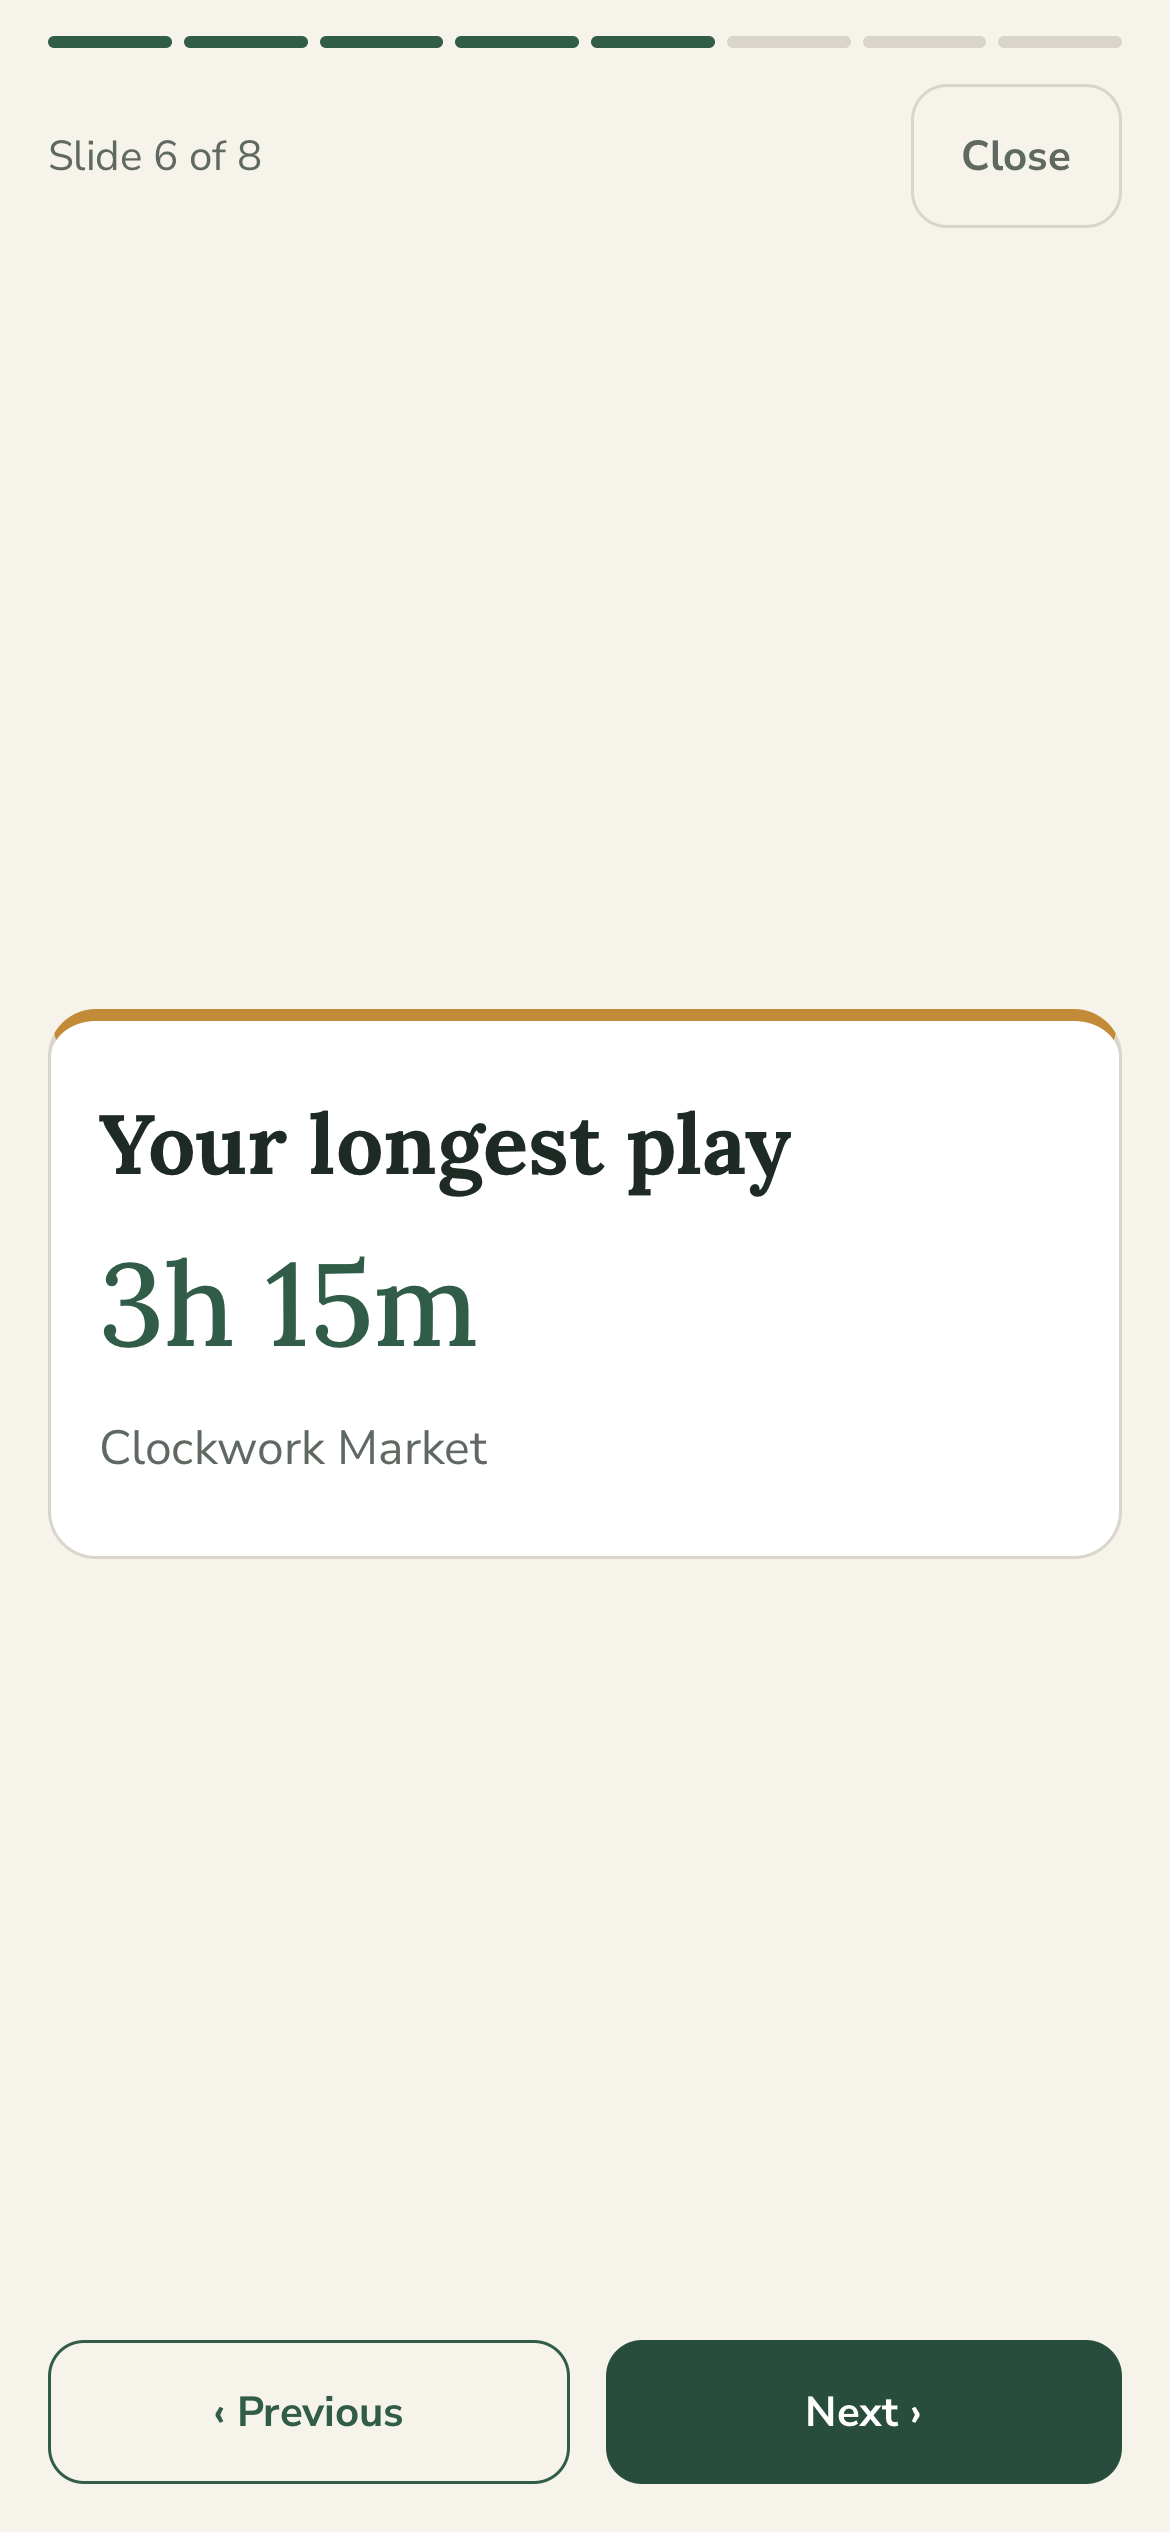 Slide 6 of 8
Close
Your longest play
3h 15m
Clockwork Market
‹ Previous
Next ›